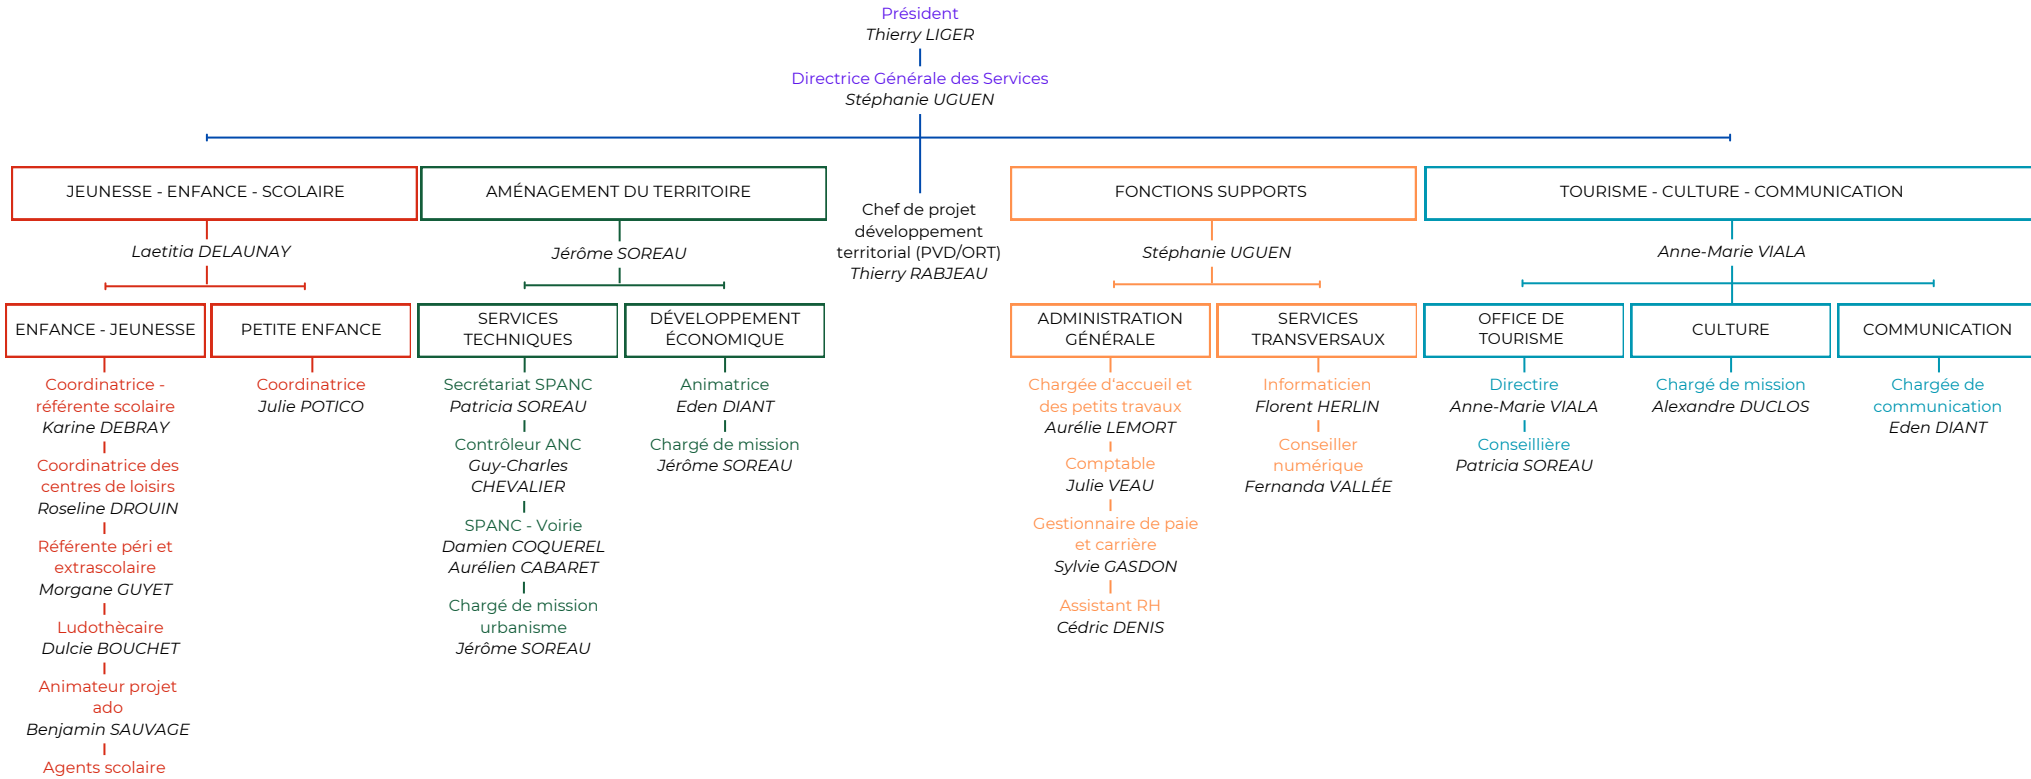 Président
Thierry LIGER
Directrice Générale des Services
Stéphanie UGUEN
JEUNESSE - ENFANCE - SCOLAIRE
Laetitia DELAUNAY
ENFANCE - JEUNESSE
Coordinatrice -
référente scolaire
Karine DEBRAY
Coordinatrice des
centres de loisirs
Roseline DROUIN
Référente péri et
extrascolaire
Morgane GUYET
Ludothècaire
Dulcie BOUCHET
Animateur projet
ado
Benjamin SAUVAGE
Agents scolaire
PETITE ENFANCE
Coordinatrice
Julie POTICO
AMÉNAGEMENT DU TERRITOIRE
Jérôme SOREAU
SERVICES
TECHNIQUES
Secrétariat SPANC
Patricia SOREAU
Contrôleur ANC
Guy-Charles
CHEVALIER
SPANC - Voirie
Damien COQUEREL
Aurélien CABARET
Chargé de mission
urbanisme
Jérôme SOREAU
DÉVELOPPEMENT
ÉCONOMIQUE
Animatrice
Eden DIANT
Chargé de mission
Jérôme SOREAU
Chef de projet
développement
territorial (PVD/ORT)
Thierry RABJEAU
FONCTIONS SUPPORTS
Stéphanie UGUEN
ADMINISTRATION
GÉNÉRALE
Chargée d'accueil et
des petits travaux
Aurélie LEMORT
Comptable
Julie VEAU
Gestionnaire de paie
et carrière
Sylvie GASDON
Assistant RH
Cédric DENIS
SERVICES
TRANSVERSAUX
Informaticien
Florent HERLIN
Conseiller
numérique
Fernanda VALLÉE
TOURISME - CULTURE - COMMUNICATION
Anne-Marie VIALA
OFFICE DE
TOURISME
Directire
Anne-Marie VIALA
Conseillière
Patricia SOREAU
CULTURE
Chargé de mission
Alexandre DUCLOS
COMMUNICATION
Chargée de
communication
Eden DIANT